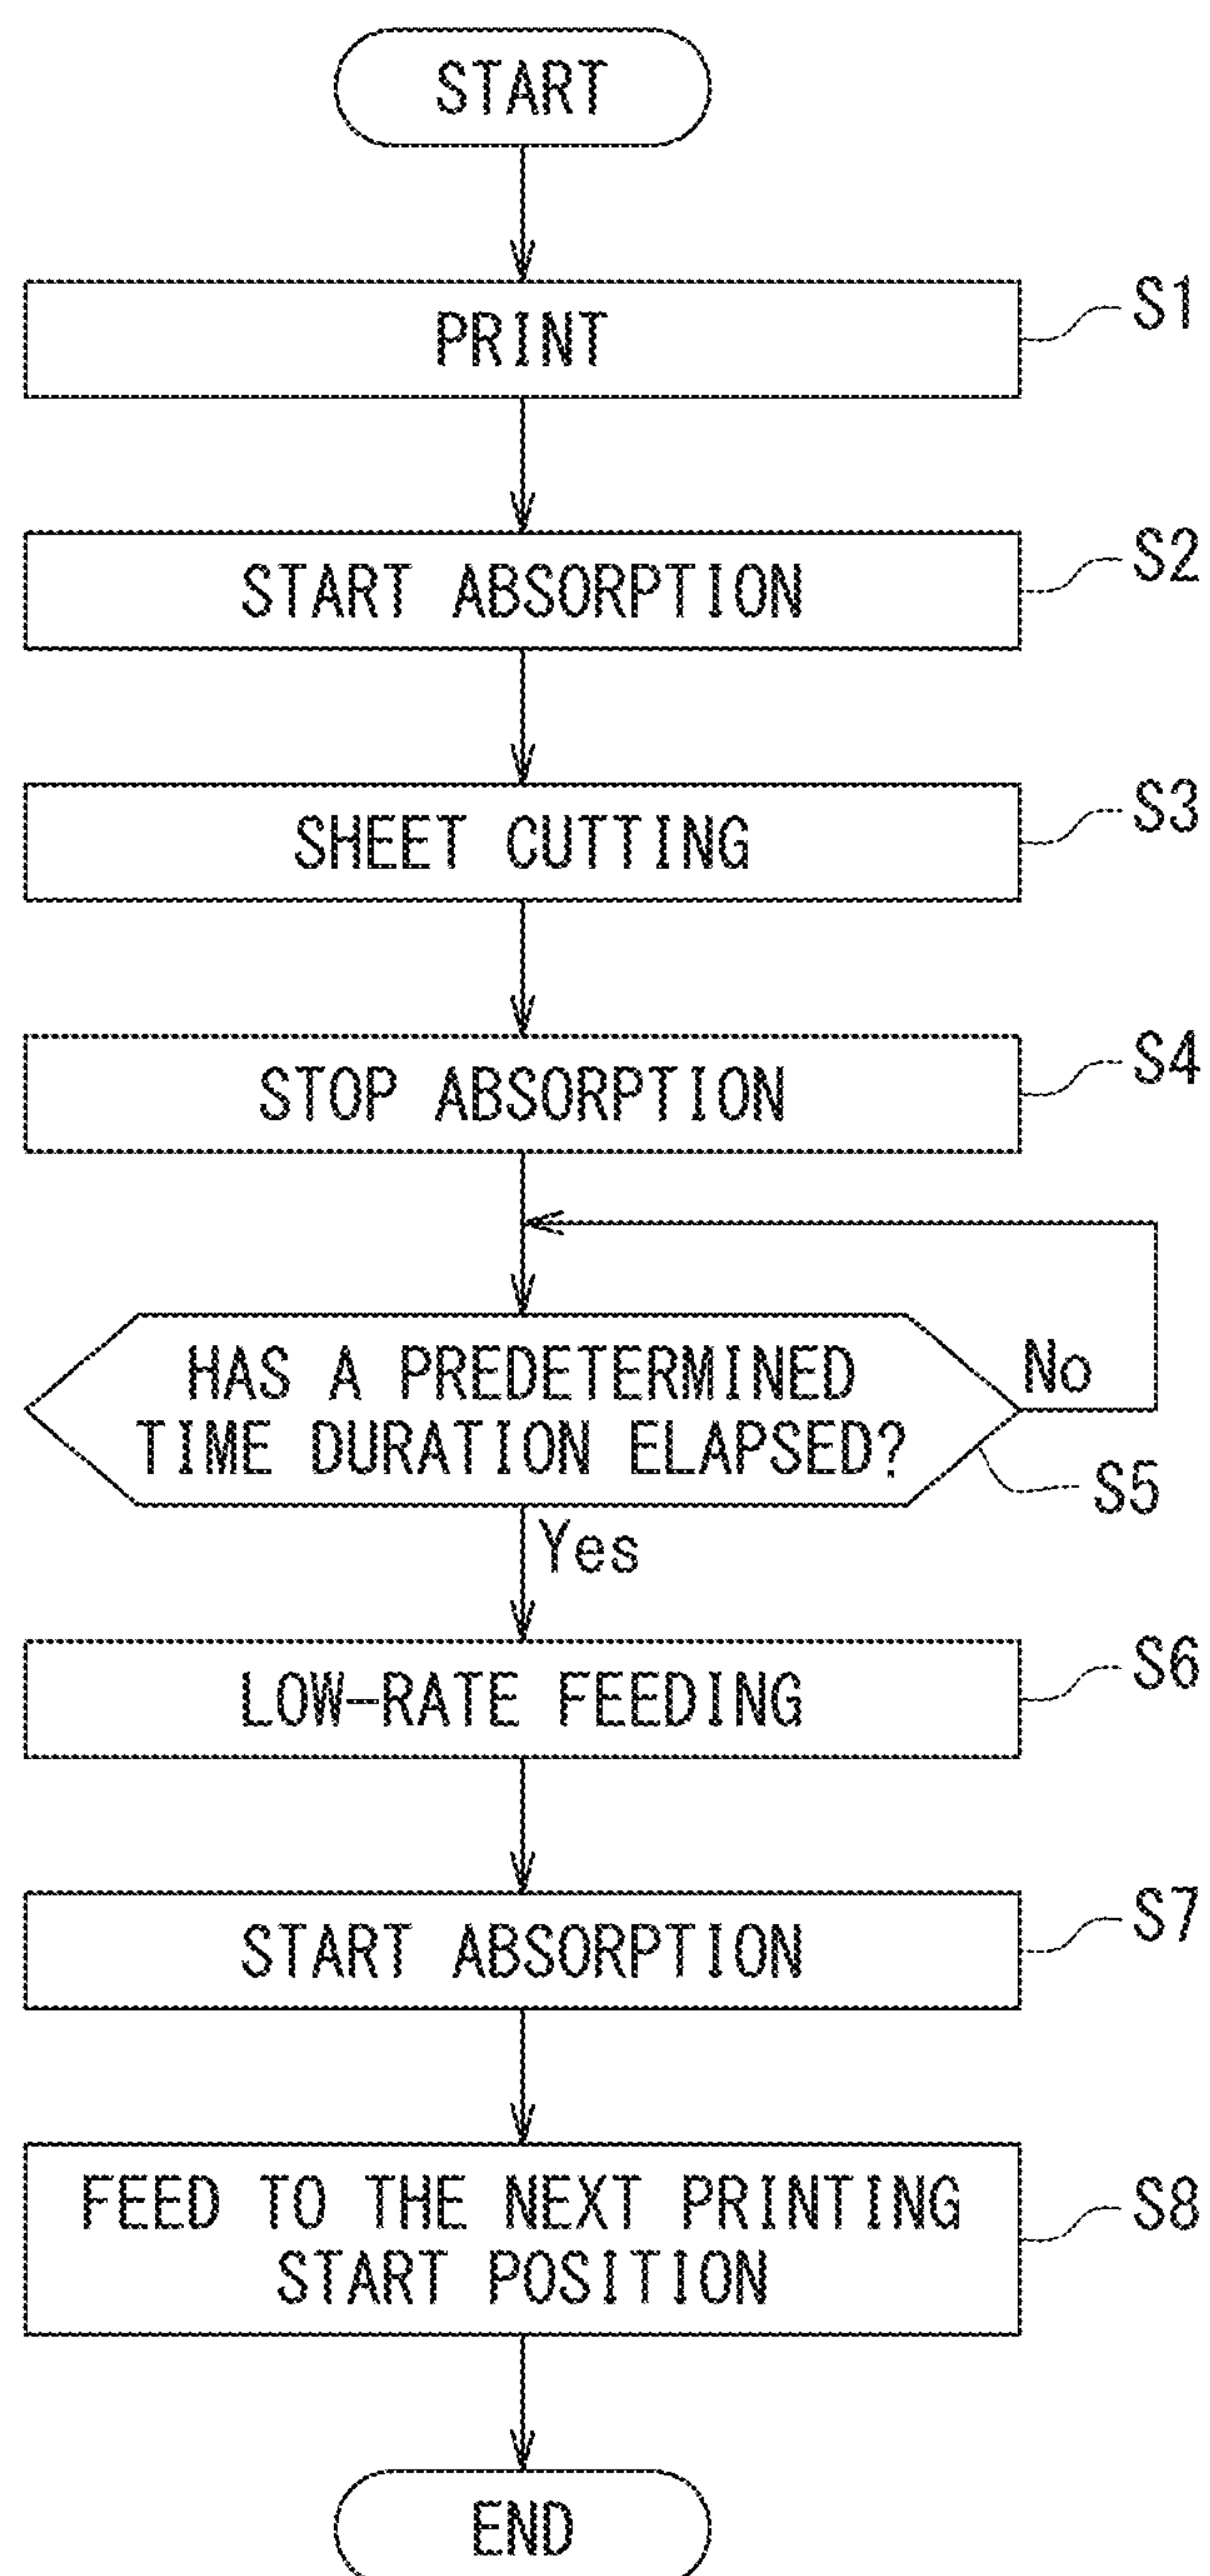 START
PRINT
S1
START ABSORPTION
S2
SHEET CUTTING
S3
STOP ABSORPTION
S4
HAS A PREDETERMINED
TIME DURATION ELAPSED?
No
S5
Yes
LOW-RATE FEEDING
S6
START ABSORPTION
S7
FEED TO THE NEXT PRINTING
START POSITION
S8
END